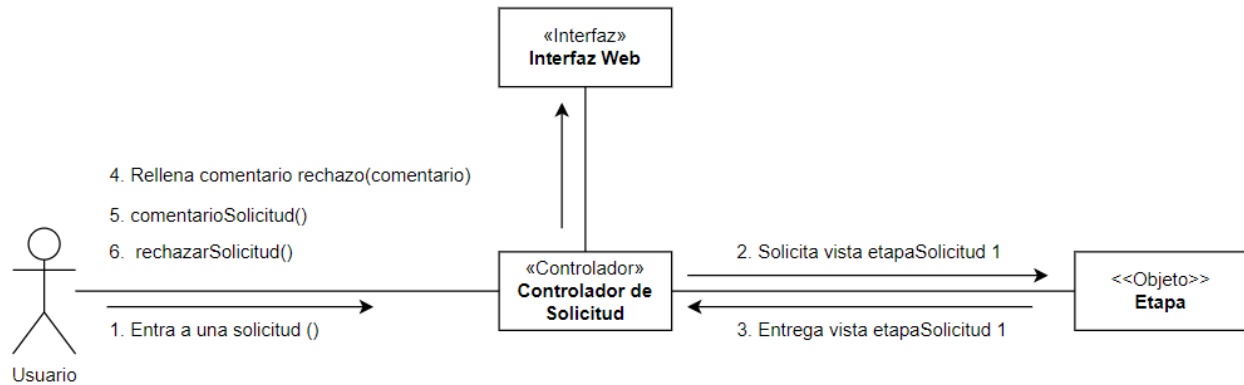 «Interfaz»
Interfaz Web
4. Rellena comentario rechazo(comentario)
5. comentarioSolicitud()
6. rechazarSolicitud()
1. Entra a una solicitud ()
Usuario
«Controlador»
Controlador de
Solicitud
2. Solicita vista etapaSolicitud 1
3. Entrega vista etapaSolicitud 1
<<Objeto>>
Etapa